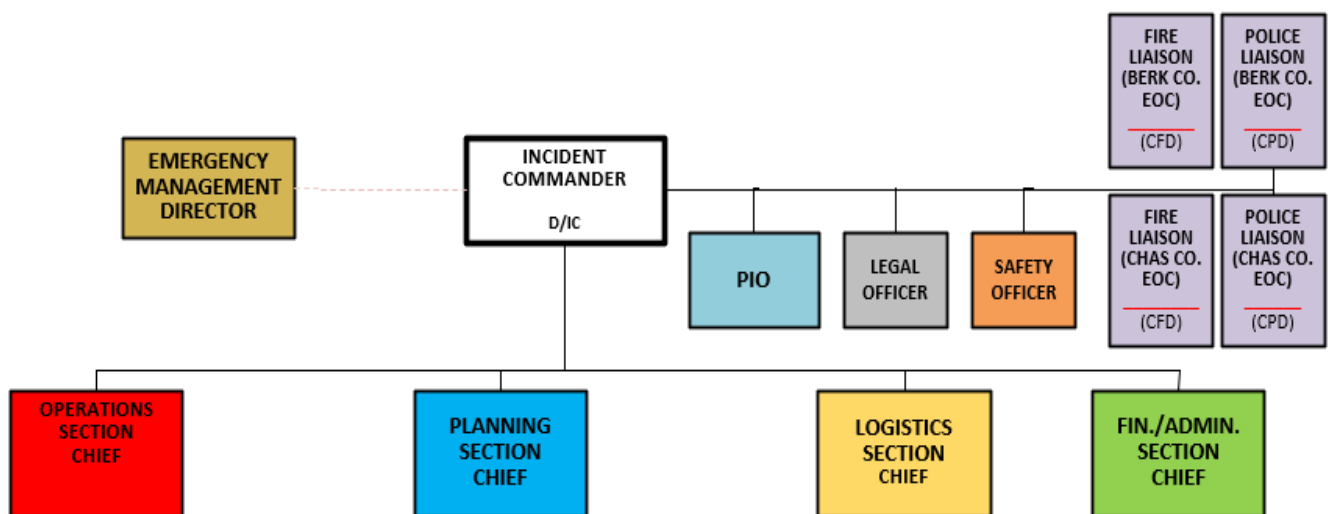 FIRE
LIAISON
(BERK CO.
EOC)
(CFD)
POLICE
LIAISON
(BERK CO.
EOC)
(CPD)
EMERGENCY
MANAGEMENT
DIRECTOR
INCIDENT
COMMANDER
D/IC
PIO
LEGAL
OFFICER
SAFETY
OFFICER
FIRE
LIAISON
(CHAS CO.
EOC)
(CFD)
POLICE
LIAISON
(CHAS CO.
EOC)
(CPD)
OPERATIONS
SECTION
CHIEF
PLANNING
SECTION
CHIEF
LOGISTICS
SECTION
CHIEF
FIN./ADMIN.
SECTION
CHIEF